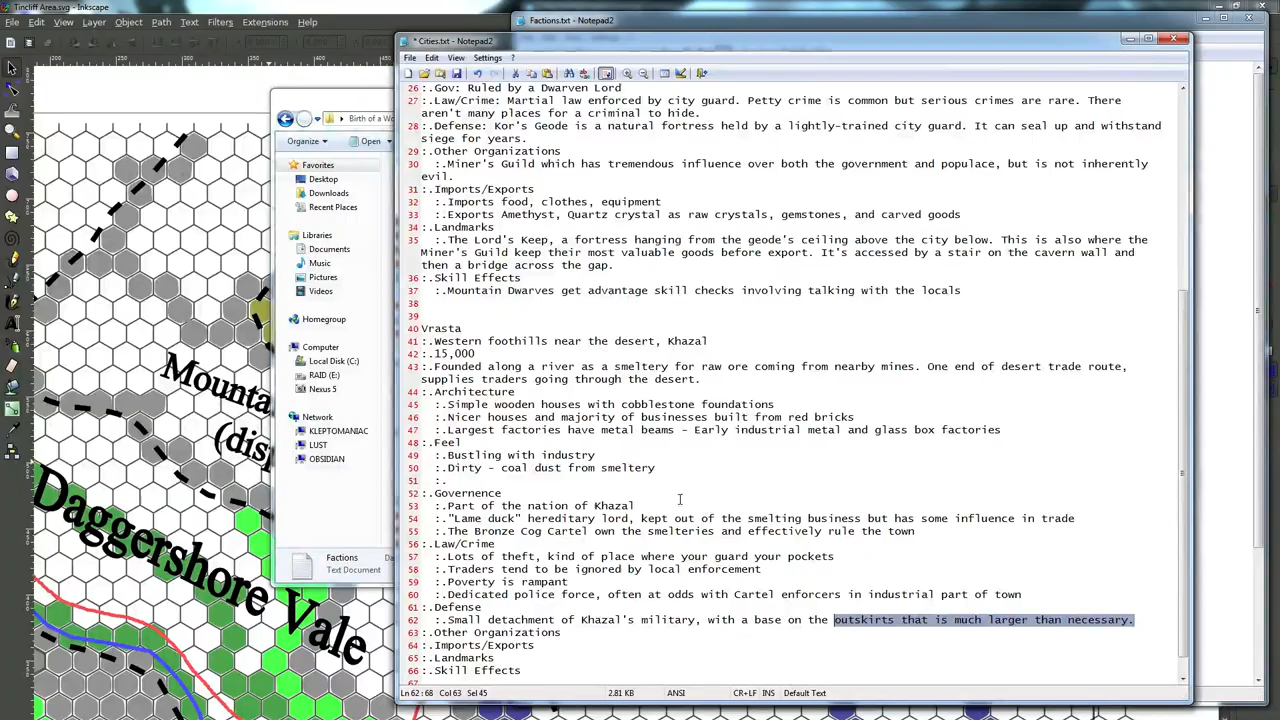 Tincliff Area.svg - Inkscape
File Edit View Layer Text Filters Extensions Help
Factions.txt - Notepad2
* Cities.txt - Notepad2
File Edit View Settings ?
200 300 350 400 450
Birth of a Wo
Organize Open
Favorites
Desktop
Downloads
Recent Places
Libraries
Documents
Music
Pictures
Videos
Homegroup
Computer
Local Disk (C:)
RAID (E:)
Nexus 5
Network
KLEPTOMANIAC
LUST
OBSIDIAN
Factions Da
Text Document
Mounta
(disp
Daggershore Vale
26 :.Gov: Ruled by a Dwarven Lord
27 :.Law/Crime: Martial law enforced by city guard. Petty crime is common but serious crimes are rare. There
aren't many places for a criminal to hide.
28 :.Defense: Kor's Geode is a natural fortress held by a lightly-trained city guard. It can seal up and withstand
siege for years.
29 :.Other Organizations
30 :.Miner's Guild which has tremendous influence over both the government and populace, but is not inherently
evil.
31 :.Imports/Exports
32 :.Imports food, clothes, equipment
33 :.Exports Amethyst, Quartz crystal as raw crystals, gemstones, and carved goods
34 :.Landmarks
35 :.The Lord's Keep, a fortress hanging from the geode's ceiling above the city below. This is also where the
Miner's Guild keep their most valuable goods before export. It's accessed by a stair on the cavern wall and
then a bridge across the gap.
36 :.Skill Effects
37 :.Mountain Dwarves get advantage skill checks involving talking with the locals
38
39
40 Vrasta
41 :.Western foothills near the desert, Khazal
42 :.15,000
43 :.Founded along a river as a smeltery for raw ore coming from nearby mines. One end of desert trade route,
supplies traders going through the desert.
44 :.Architecture
45 :.Simple wooden houses with cobblestone foundations
46 :.Nicer houses and majority of businesses built from red bricks
47 :.Largest factories have metal beams - Early industrial metal and glass box factories
48 :.Feel
49 :.Bustling with industry
50 :.Dirty - coal dust from smeltery
51 :.
52 :.Governence
53 :.Part of the nation of Khazal
54 :."Lame duck" hereditary lord, kept out of the smelting business but has some influence in trade
55 :.The Bronze Cog Cartel own the smelteries and effectively rule the town
56 :.Law/Crime
57 :.Lots of theft, kind of place where your guard your pockets
58 :.Traders tend to be ignored by local enforcement
59 :.Poverty is rampant
60 :.Dedicated police force, often at odds with Cartel enforcers in industrial part of town
61 :.Defense
62 :.Small detachment of Khazal's military, with a base on the outskirts that is much larger than necessary.
63 :.Other Organizations
64 :.Imports/Exports
65 :.Landmarks
66 :.Skill Effects
67
Ln 62 : 68 Col 63 Sel 45 2.81 KB ANSI CR+LF INS Default Text